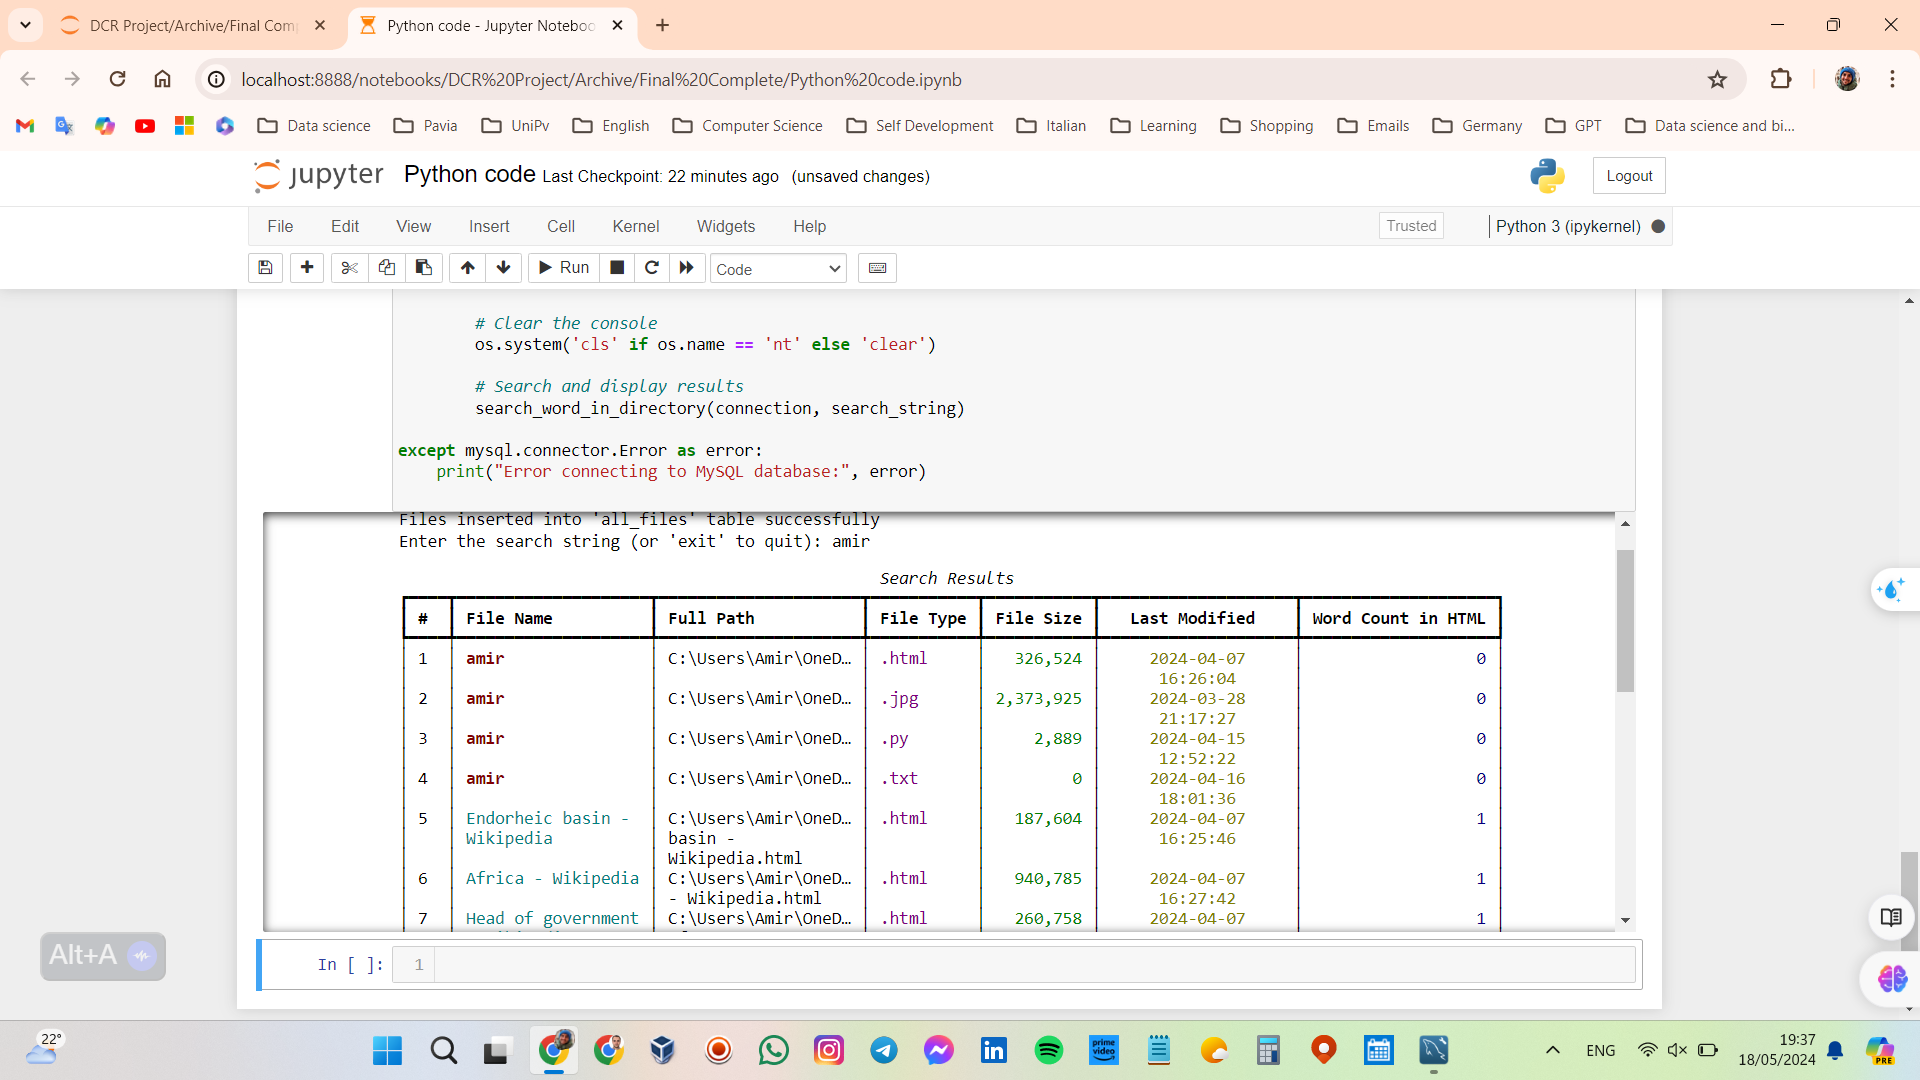 DCR Project/Archive/Final Com
Python code - Jupyter Noteboo
localhost:8888/notebooks/DCR%20Project/Archive/Final%20Complete/Python%20code.ipynb
Data science
Pavia
UniPv
English
Computer Science
Self Development
Italian
Learning
Shopping
Emails
Germany
GPT
Data science and bi...
jupyter
Python code Last Checkpoint: 22 minutes ago (unsaved changes)
Logout
File
Edit
View
Insert
Cell
Kernel
Widgets
Help
Trusted
Python 3 (ipykernel)
Run
Code
# Clear the console
os.system('cls' if os.name == 'nt' else 'clear')
# Search and display results
search_word_in_directory(connection, search_string)
except mysql.connector.Error as error:
print("Error connecting to MySQL database:", error)
Files inserted into 'all_files' table successfully
Enter the search string (or 'exit' to quit): amir
Search Results
# File Name Full Path File Type File Size Last Modified Word Count in HTML
1 amir C:\Users\Amir\OneD… .html 326,524 2024-04-07 0
16:26:04
2 amir C:\Users\Amir\OneD… .jpg 2,373,925 2024-03-28 0
21:17:27
3 amir C:\Users\Amir\OneD… .py 2,889 2024-04-15 0
12:52:22
4 amir C:\Users\Amir\OneD… .txt 0 2024-04-16 0
18:01:36
5 Endorheic basin - C:\Users\Amir\OneD… .html 187,604 2024-04-07 1
Wikipedia basin - 16:25:46
Wikipedia.html
6 Africa - Wikipedia C:\Users\Amir\OneD… .html 940,785 2024-04-07 1
- Wikipedia.html 16:27:42
7 Head of government C:\Users\Amir\OneD… .html 260,758 2024-04-07 1
Alt+A
In [ ]: 1
22°
prime
video
ENG
19:37
18/05/2024
PRE